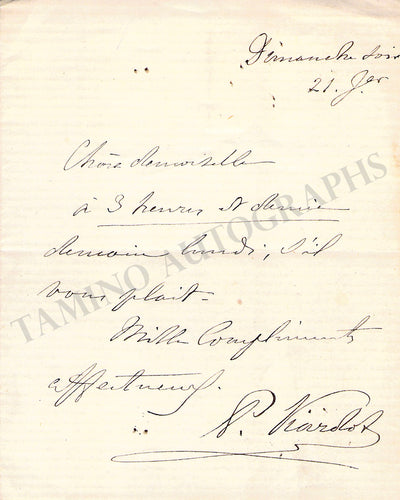 Dimanche soir
21. Jer
Chère demoiselle
à 3 heures et demie
demain lundi, s'il
vous plait.
Mille compliments
affectueux.
P. Viardot
TAMINO AUTOGRAPHS